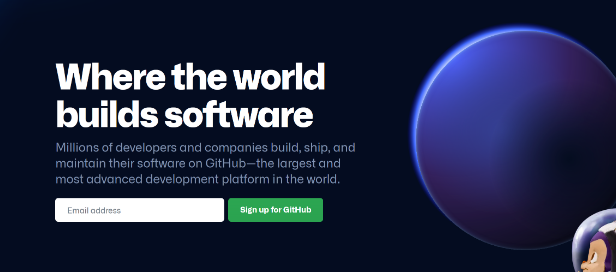 Where the world
builds software
Millions of developers and companies build, ship, and
maintain their software on GitHub—the largest and
most advanced development platform in the world.
Email address
Sign up for GitHub